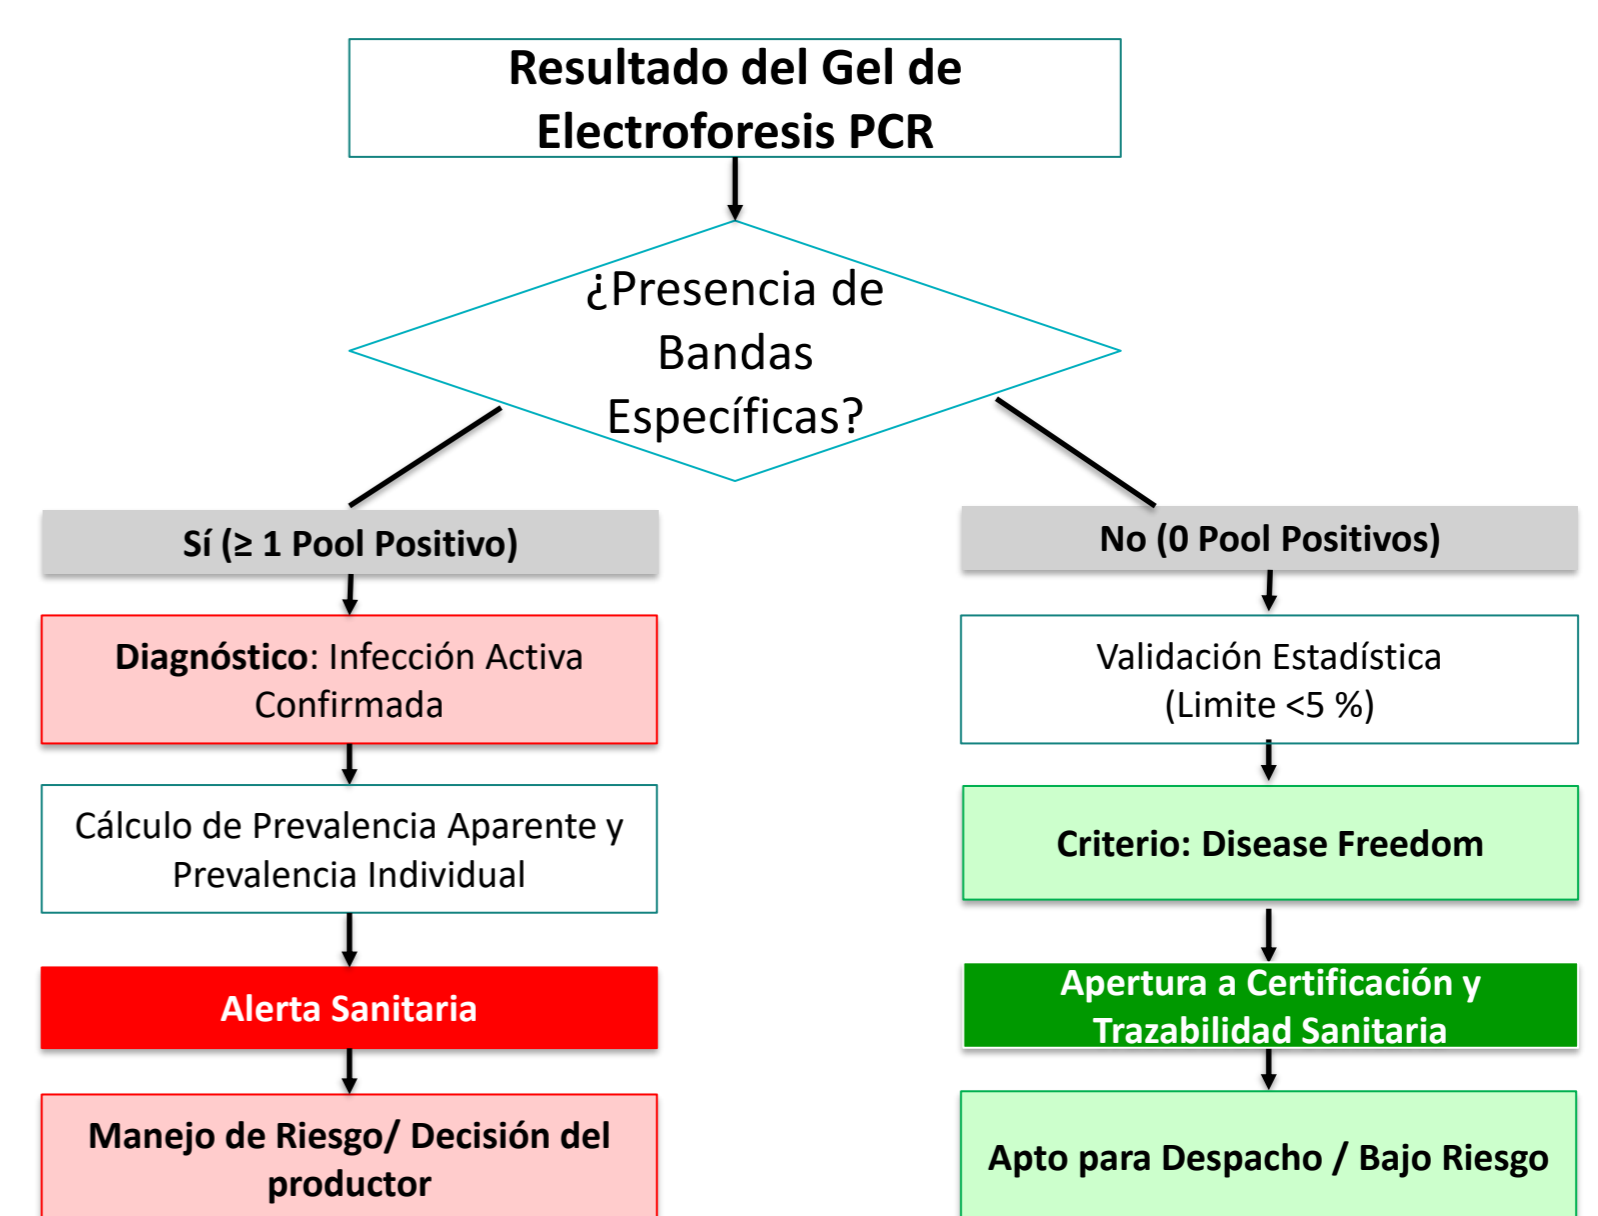 Resultado del Gel de
Electroforesis PCR
¿Presencia de
Bandas
Específicas?
Sí (≥ 1 Pool Positivo)
Diagnóstico: Infección Activa
Confirmada
Cálculo de Prevalencia Aparente y
Prevalencia Individual
Alerta Sanitaria
Manejo de Riesgo/ Decisión del
productor
No (0 Pool Positivos)
Validación Estadística
(Limite <5 %)
Criterio: Disease Freedom
Apertura a Certificación y
Trazabilidad Sanitaria
Apto para Despacho / Bajo Riesgo